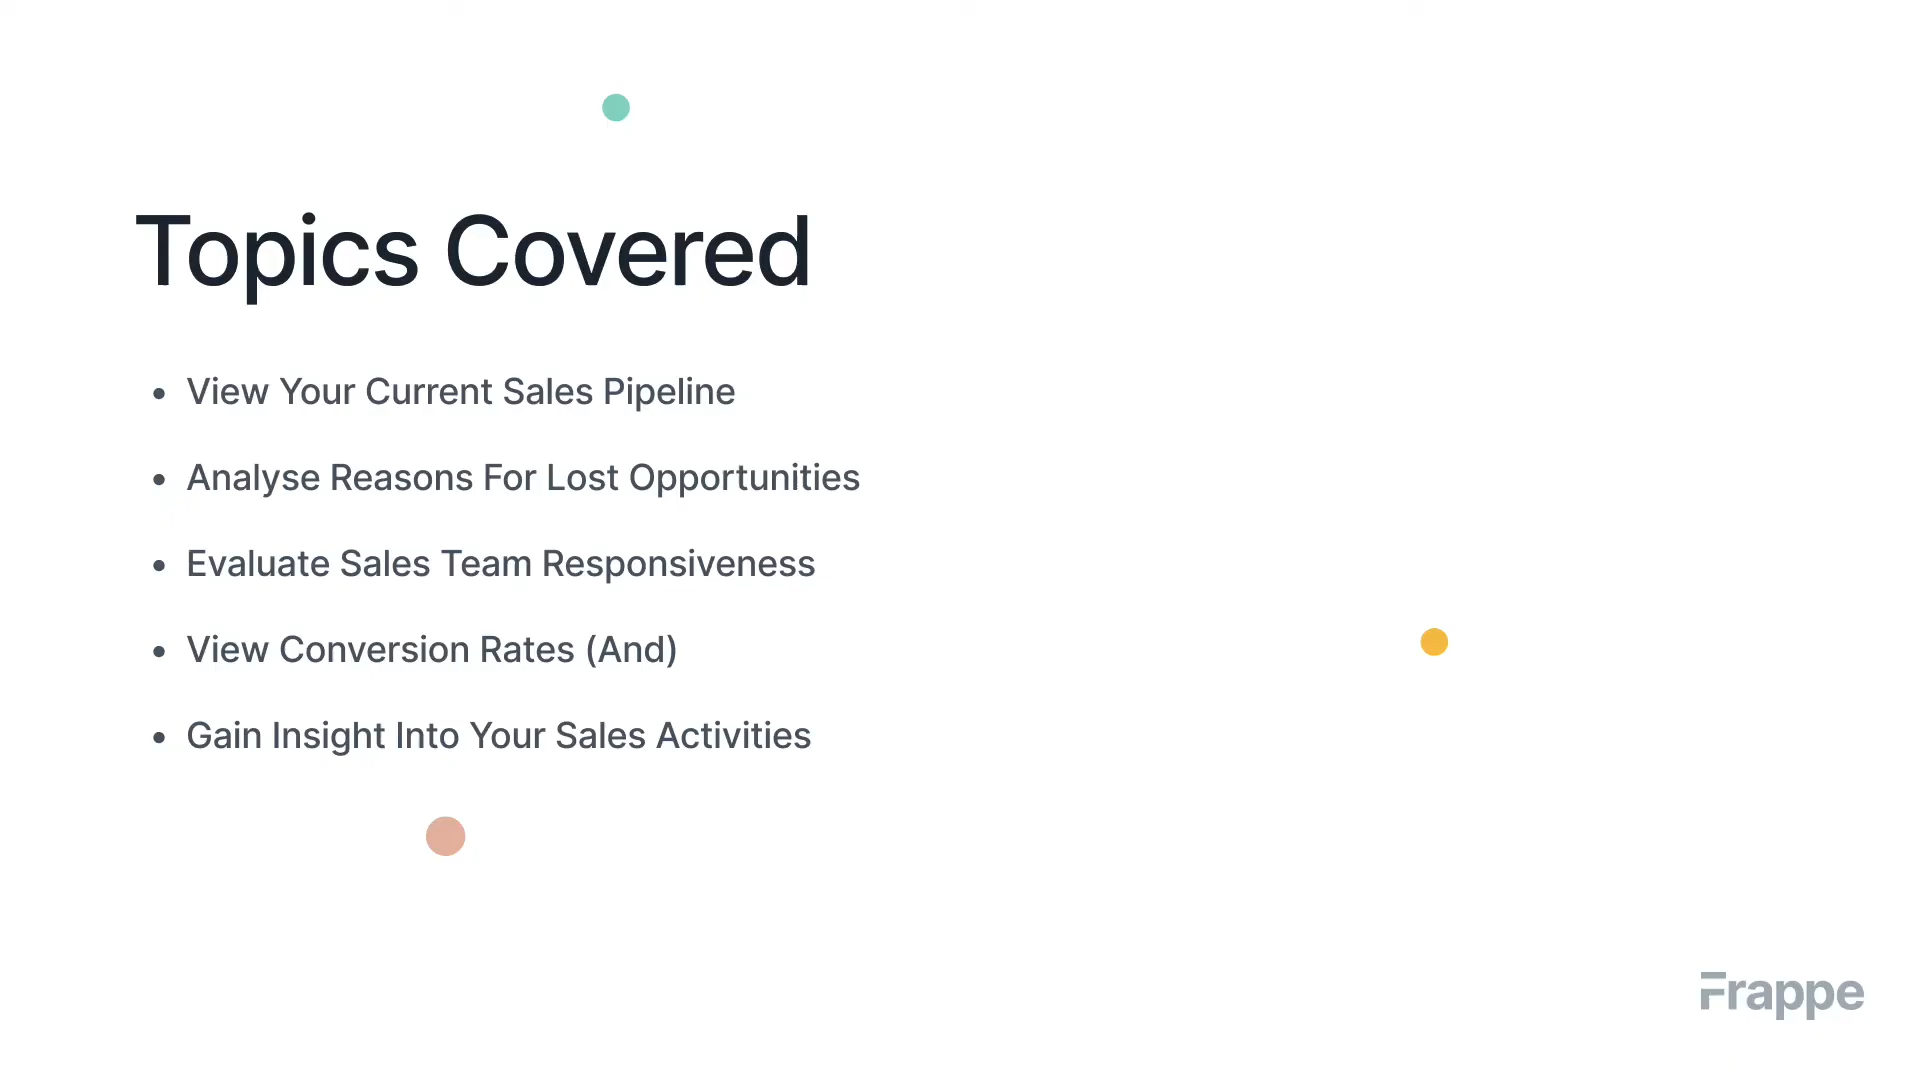 Topics Covered
• View Your Current Sales Pipeline
• Analyse Reasons For Lost Opportunities
• Evaluate Sales Team Responsiveness
• View Conversion Rates (And)
• Gain Insight Into Your Sales Activities
Frappe